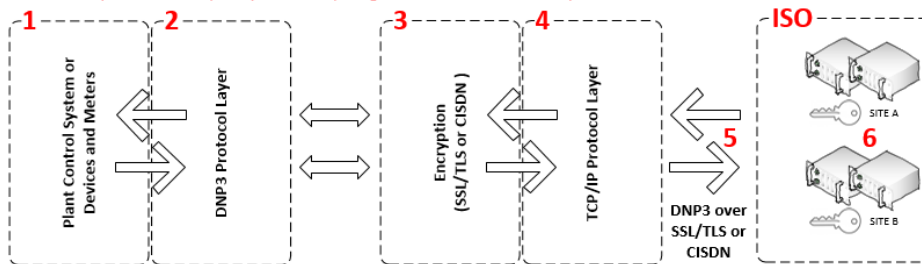 1
2
3
4
ISO
Plant Control System or
Devices and Meters
DNP3 Protocol Layer
Encryption
(SSL/TLS or CISDN )
TCP/IP Protocol Layer
5
DNP3 over
SSL/TLS or
CISDN
SITE A
6
SITE B